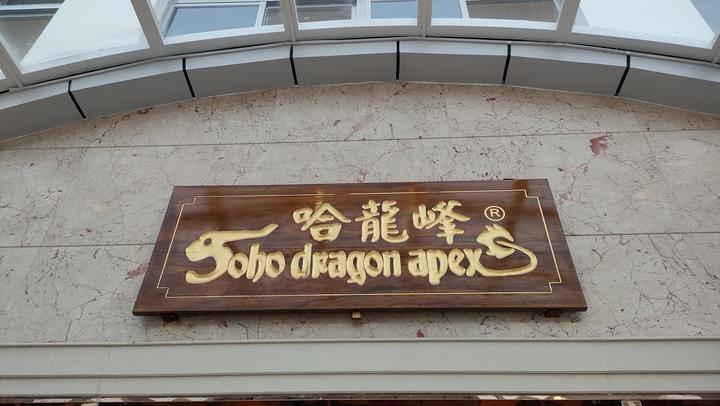 哈龍峰®
Soho dragon apex